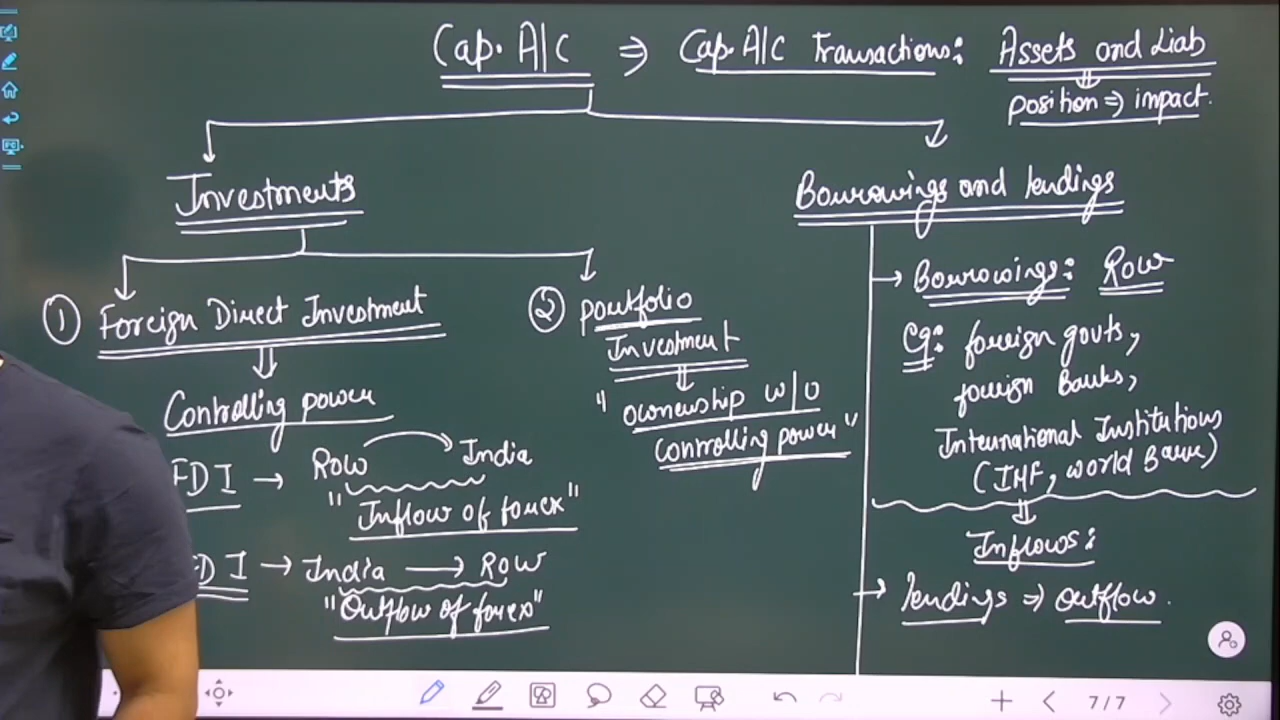 Cap. A/C ⇒ Cap. A/C Transactions: Assets and Liab
position ⇒ impact.
Investments
① Foreign Direct Investment
Controlling power
FDI → ROW India
"Inflow of forex"
DI → India → ROW
"Outflow of forex"
② portfolio
Investment
"ownership w/o
controlling power"
Borrowings and lendings
→ Borrowings: ROW
Eg: foreign govts,
foreign Banks,
International Institutions
(IMF, world Bank)
Inflows:
→ lendings ⇒ outflow.
7/7